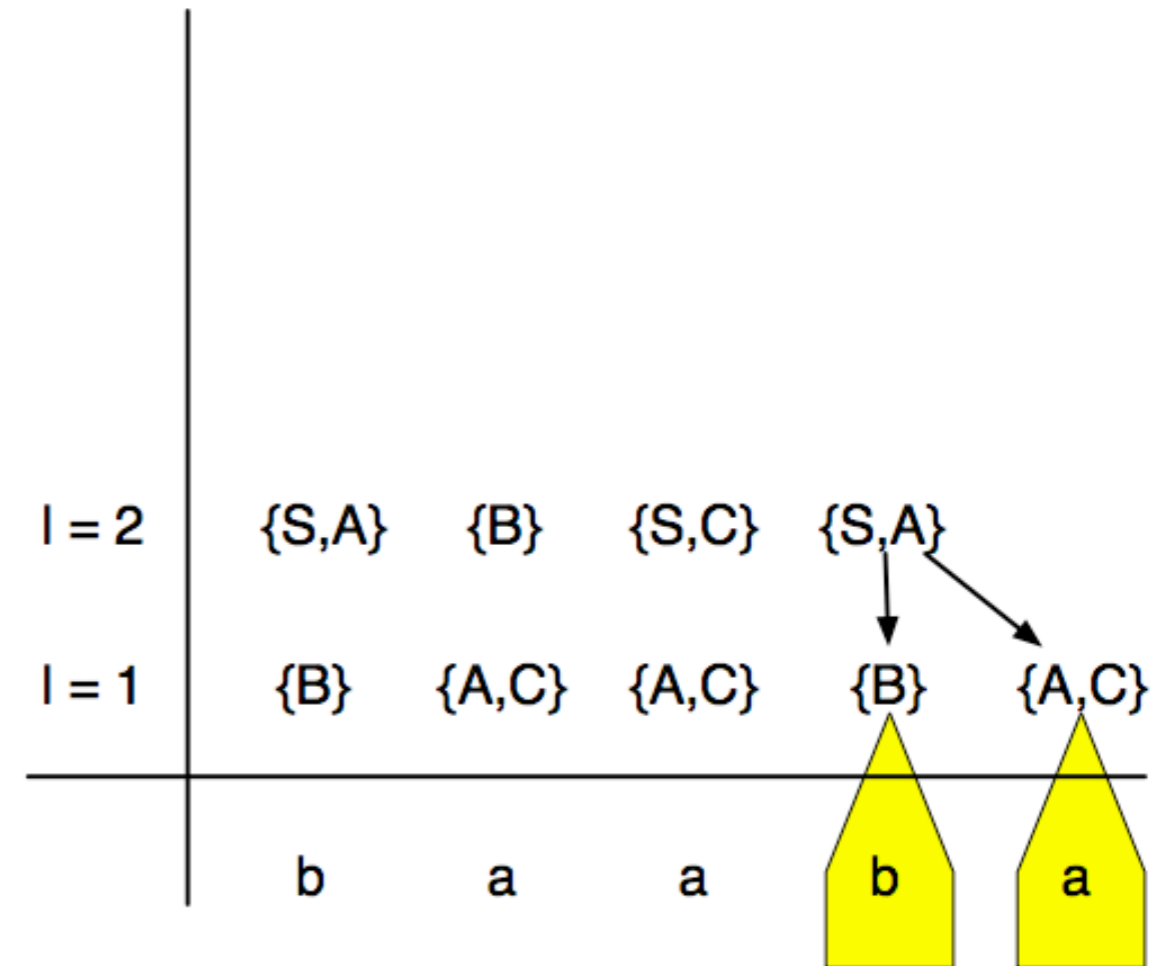 l = 2 {S,A} {B} {S,C} {S,A}
l = 1 {B} {A,C} {A,C} {B} {A,C}
b a a b a